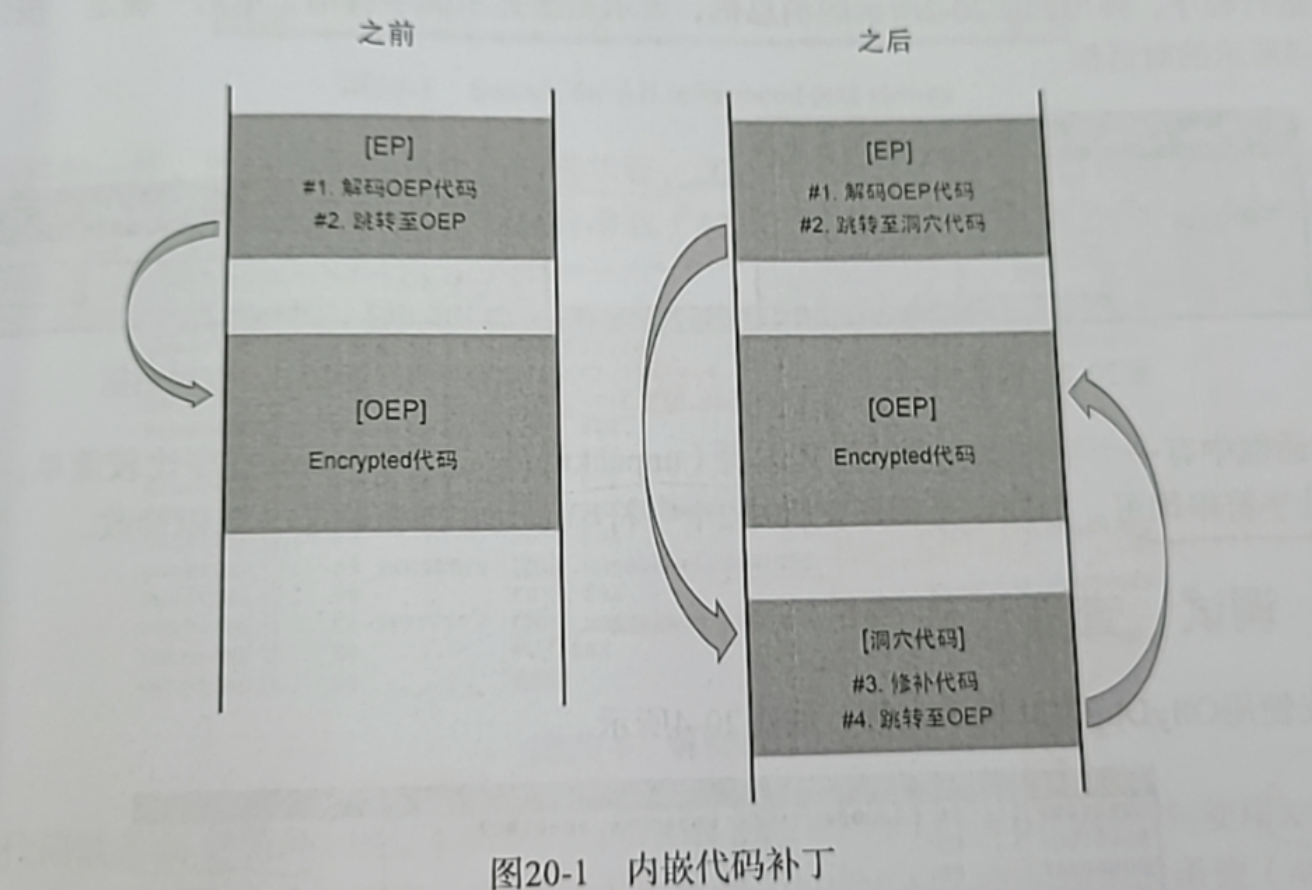 之前
[EP]
#1. 解码OEP代码
#2. 跳转至OEP
[OEP]
Encrypted代码
之后
[EP]
#1. 解码OEP代码
#2. 跳转至洞穴代码
[OEP]
Encrypted代码
[洞穴代码]
#3. 修补代码
#4. 跳转至OEP
图20-1 内嵌代码补丁